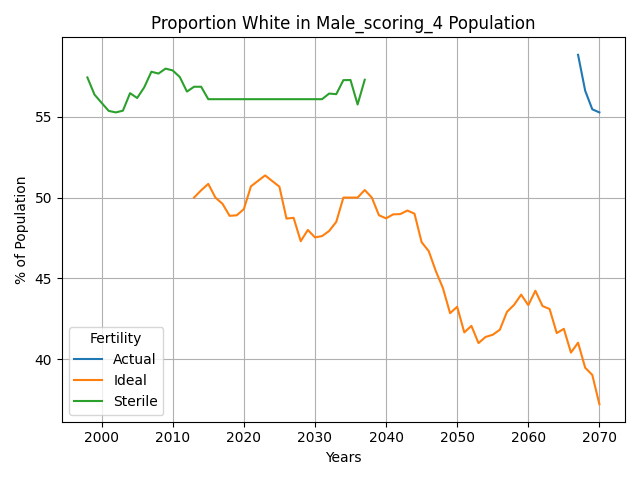 Proportion White in Male_scoring_4 Population
% of Population
55
50
45
40
Fertility
Actual
Ideal
Sterile
2000 2010 2020 2030 2040 2050 2060 2070
Years